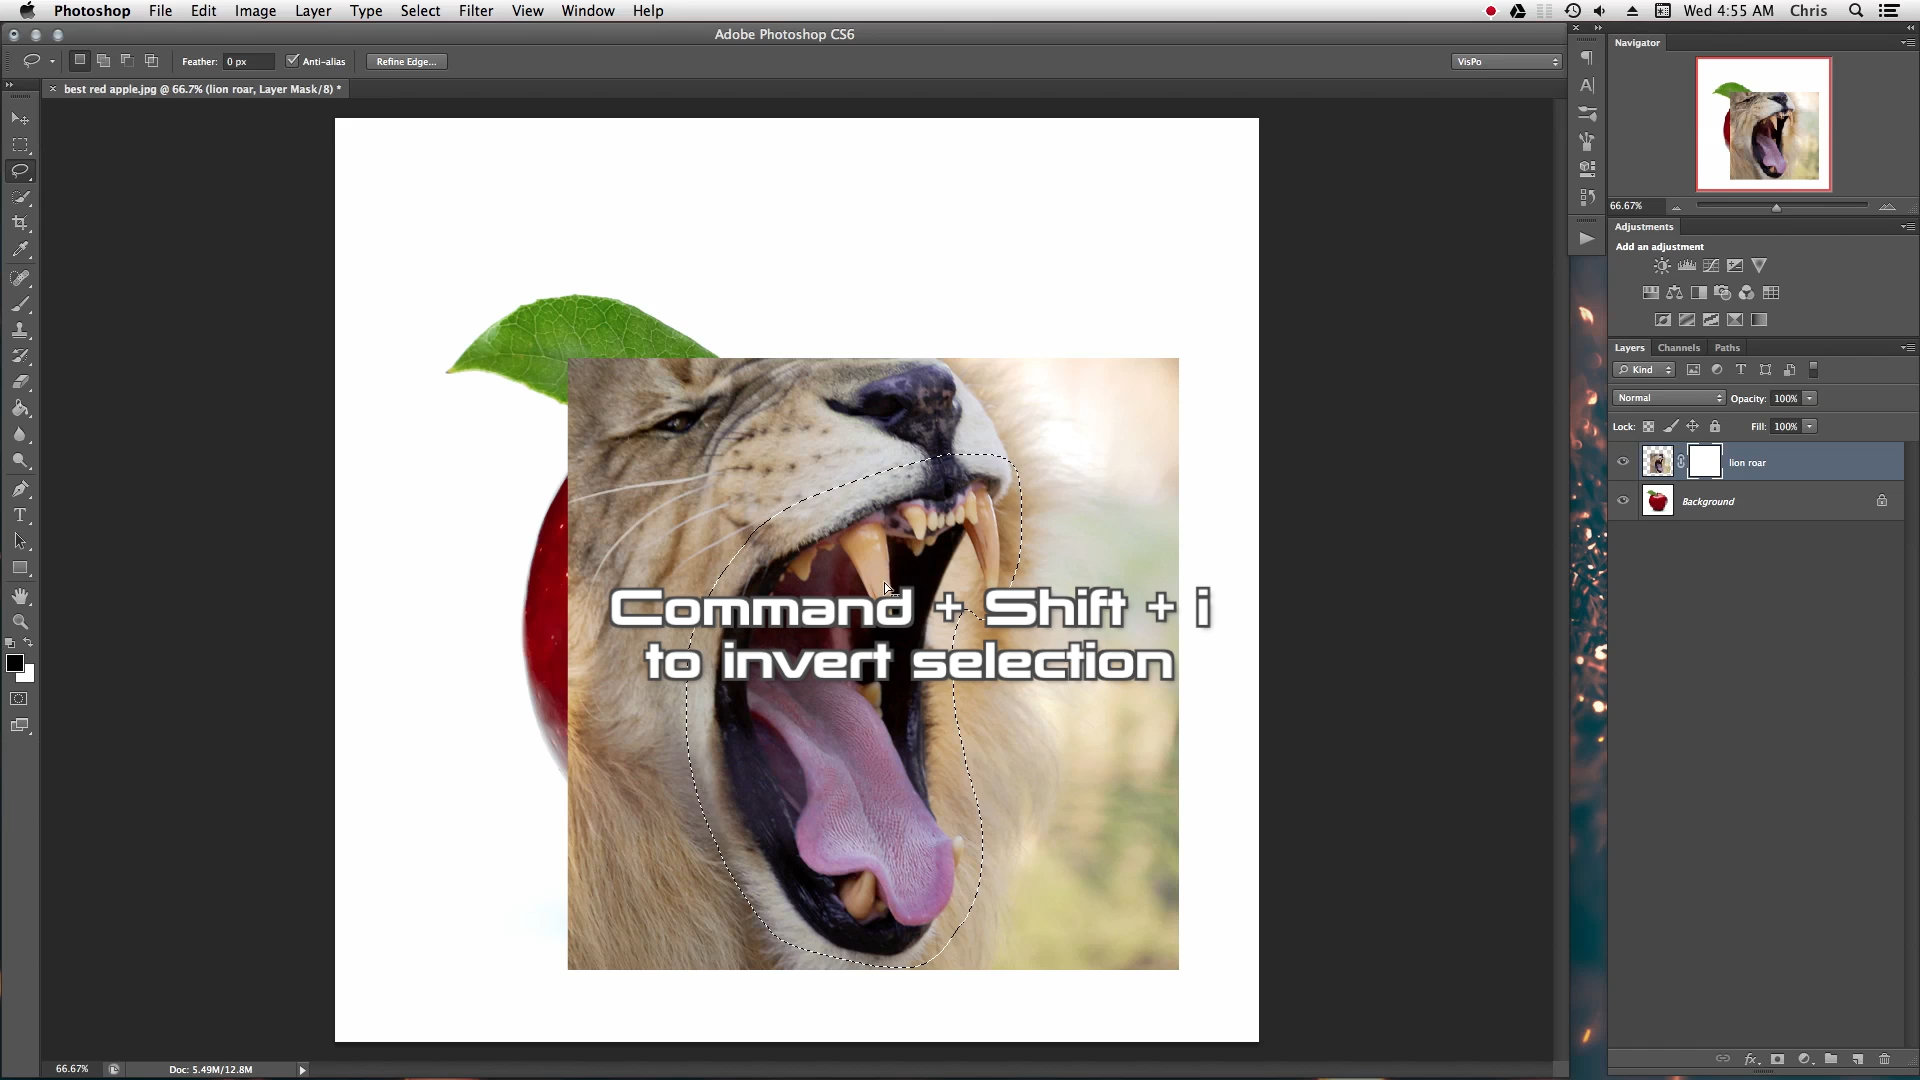 Photoshop File Edit Image Layer Type Select Filter View Window Help
Wed 4:55 AM Chris
Adobe Photoshop CS6
Feather: 0 px Anti-alias Refine Edge... VisPo
best red apple.jpg @ 66.7% (lion roar, Layer Mask/8) *
Navigator
66.67%
Adjustments
Add an adjustment
Layers Channels Paths
Kind
Normal Opacity: 100%
Lock: Fill: 100%
lion roar
Background
Command + Shift + i
to invert selection
66.67% Doc: 5.49M/12.8M